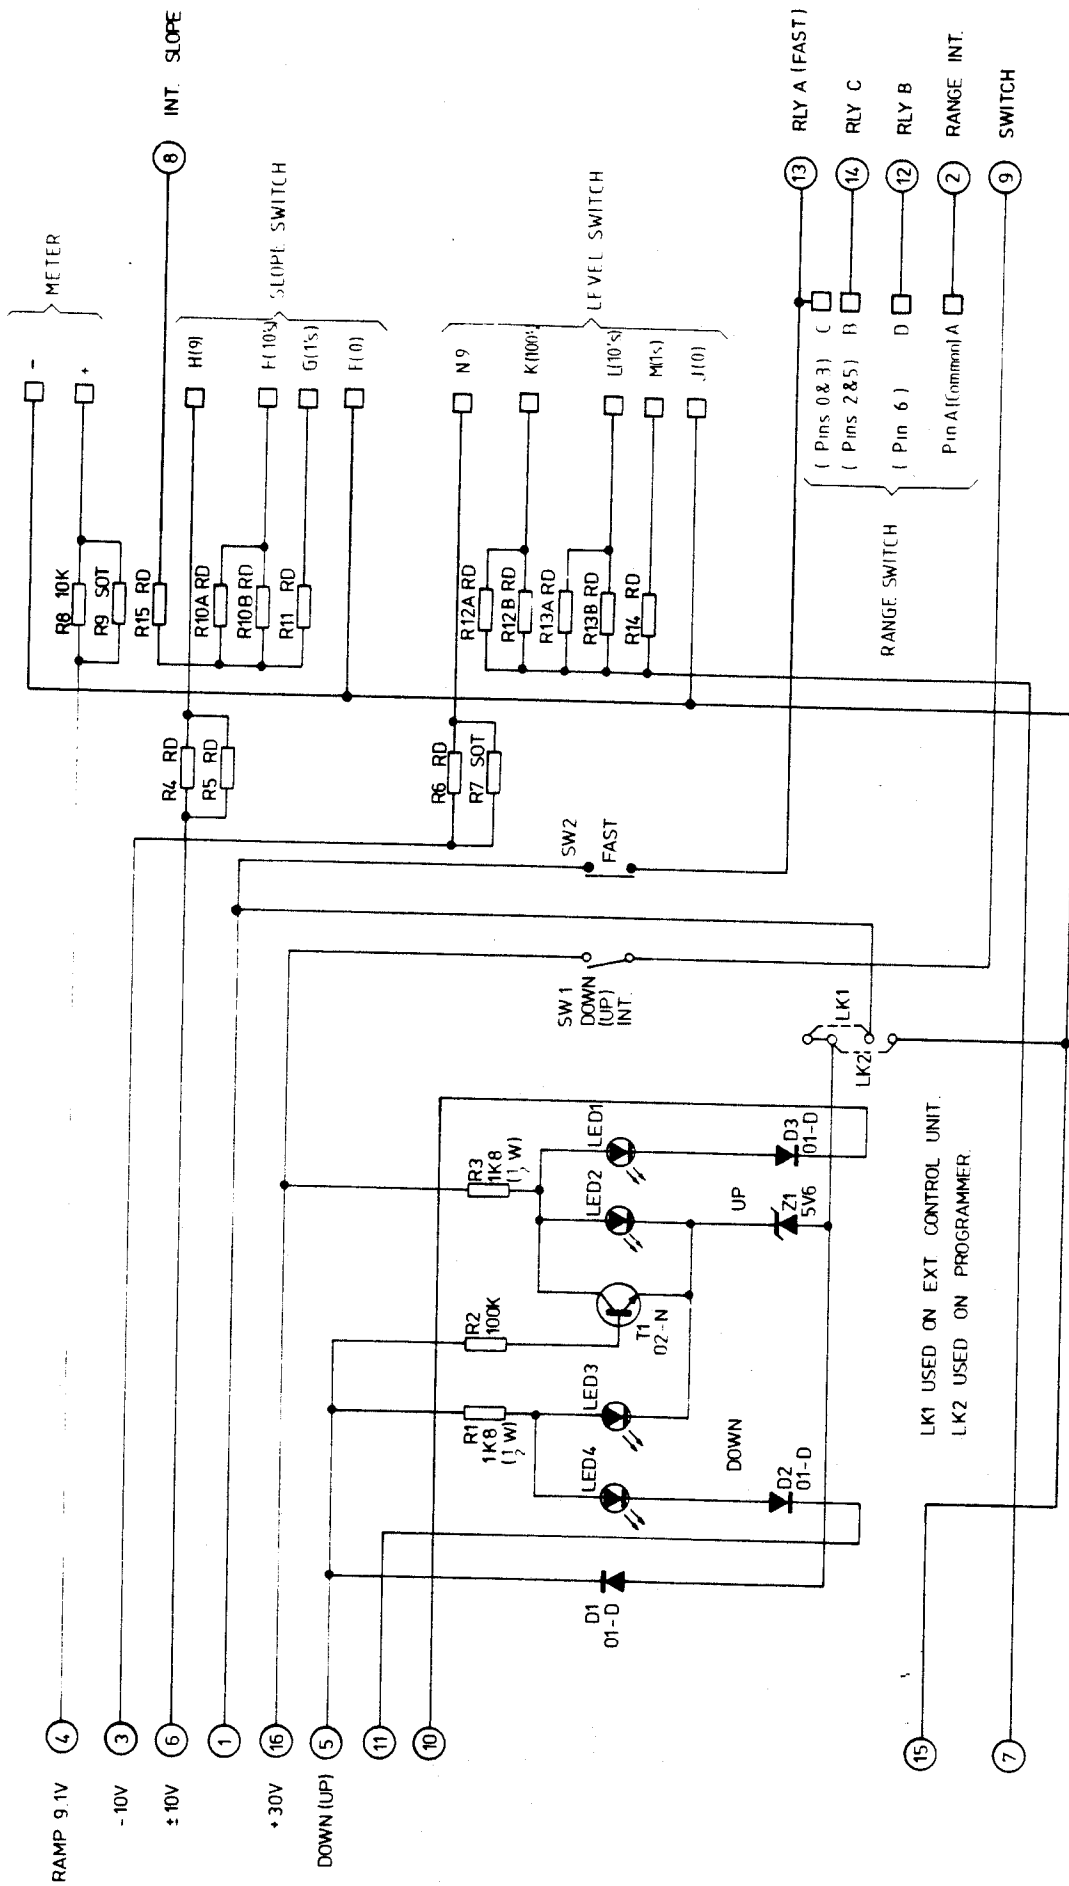 RAMP 9.1V
4
-10V
3
±10V
6
1
+30V
16
DOWN (UP)
5
11
10
15
7
METER
-
+
R8 10K
R9 SOT
INT. SLOPE
8
R15 RD
SLOPE SWITCH
H(9)
R4 RD
R5 RD
R10A RD
R10B RD
(10's)
R11 RD
G(1's)
F(0)
LEVEL SWITCH
N9
R6 RD
R7 SOT
R12A RD
R12B RD
K(100's)
R13A RD
R13B RD
L(10's)
R14 RD
M(1s)
J(0)
SW2
FAST
SW1
DOWN
(UP)
INT.
13
RLY A (FAST)
14
RLY C
12
RLY B
2
RANGE INT.
9
SWITCH
RANGE SWITCH
(Pins 0&3) C
(Pins 2&5) B
(Pin 6) D
Pin A(Common) A
R3
1K8
(½W)
R2
100K
R1
1K8
(½W)
LED1
LED2
LED3
LED4
T1
02-N
UP
DOWN
D3
01-D
Z1
5V6
D2
01-D
D1
01-D
LK1
LK2
LK1 USED ON EXT CONTROL UNIT.
LK2 USED ON PROGRAMMER.